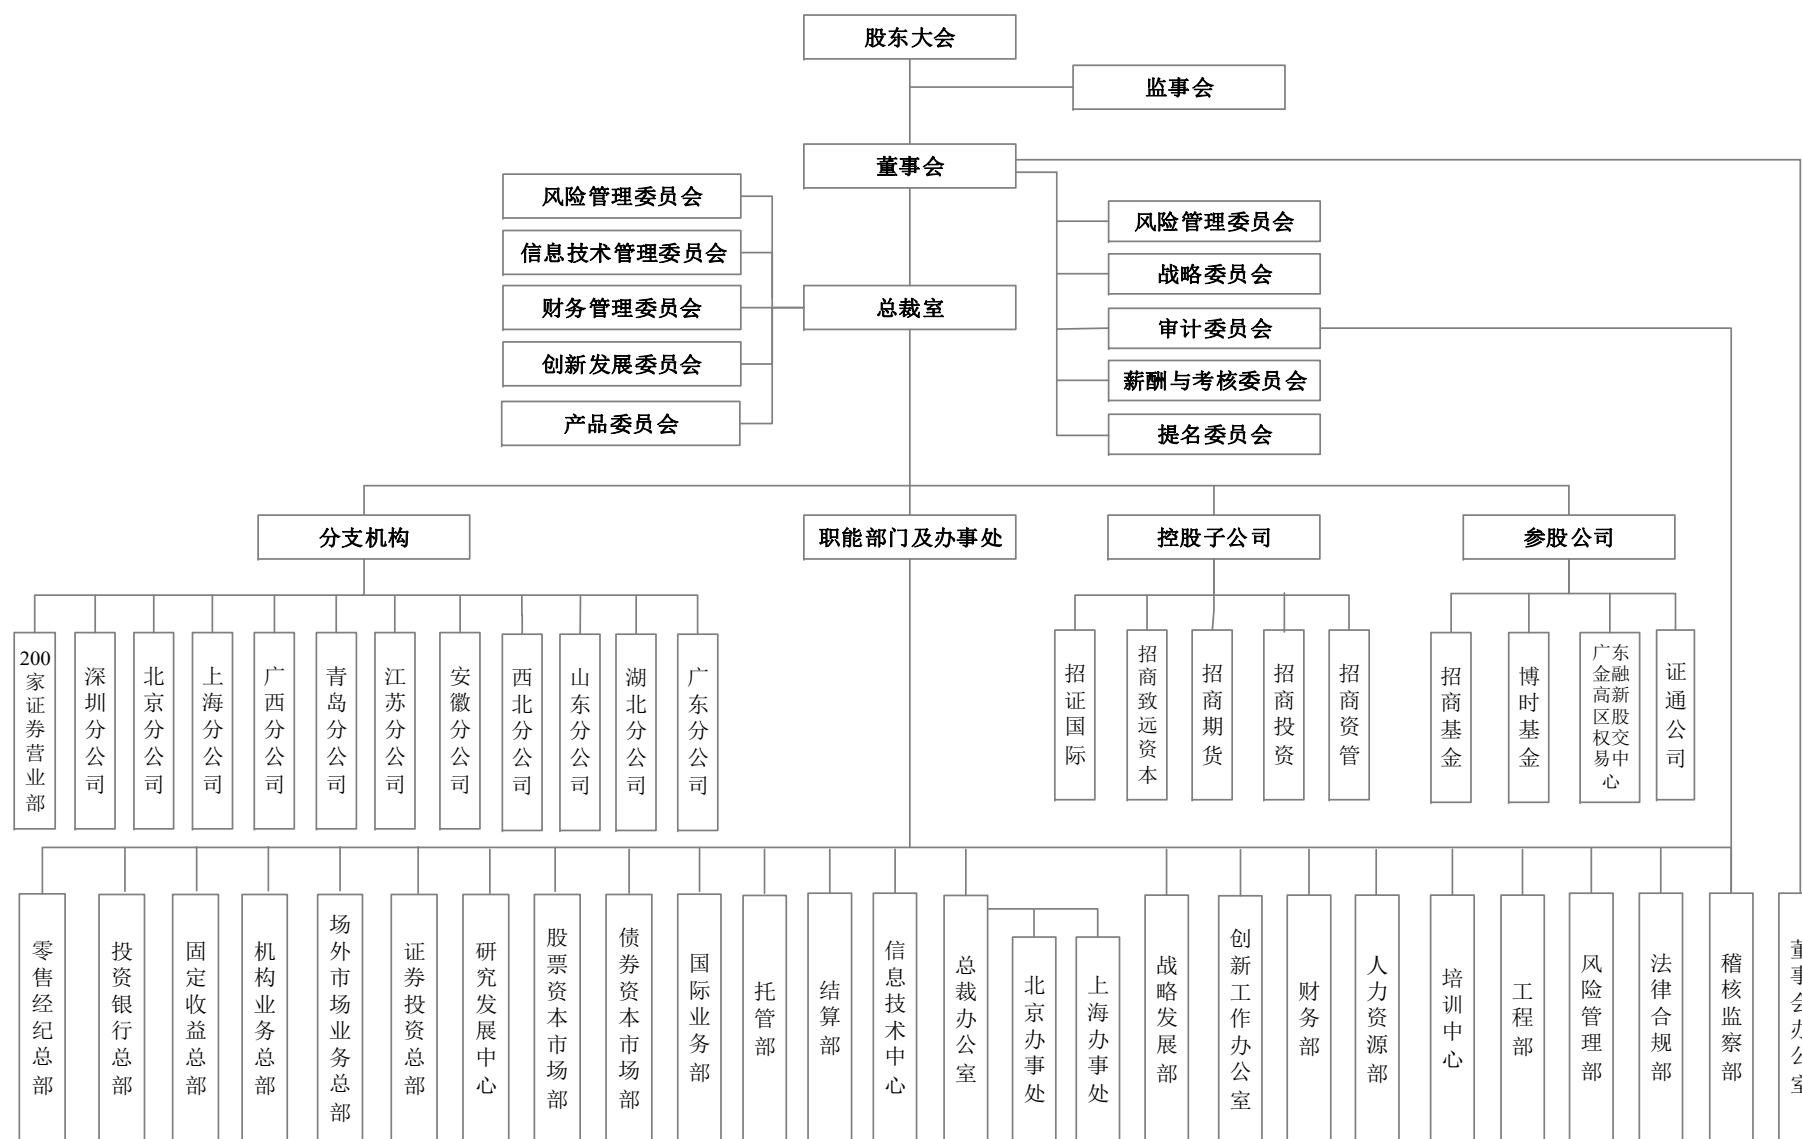 股东大会
监事会
董事会
风险管理委员会
信息技术管理委员会
财务管理委员会
创新发展委员会
产品委员会
总裁室
风险管理委员会
战略委员会
审计委员会
薪酬与考核委员会
提名委员会
分支机构
职能部门及办事处
控股子公司
参股公司
200家证券营业部
深圳分公司
北京分公司
上海分公司
广西分公司
青岛分公司
江苏分公司
安徽分公司
西北分公司
山东分公司
湖北分公司
广东分公司
招证国际
招商致远资本
招商期货
招商投资
招商资管
招商基金
博时基金
广东金融高新区股权交易中心
证通公司
零售经纪总部
投资银行总部
固定收益总部
机构业务总部
场外市场业务总部
证券投资总部
研究发展中心
股票资本市场部
债券资本市场部
国际业务部
托管部
结算部
信息技术中心
总裁办公室
北京办事处
上海办事处
战略发展部
创新工作办公室
财务部
人力资源部
培训中心
工程部
风险管理部
法律合规部
稽核监察部
董事会办公室